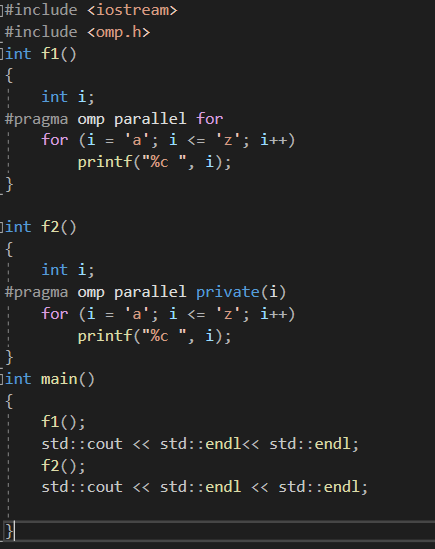 #include <iostream>
#include <omp.h>
int f1()
{
    int i;
#pragma omp parallel for
    for (i = 'a'; i <= 'z'; i++)
        printf("%c ", i);
}

int f2()
{
    int i;
#pragma omp parallel private(i)
    for (i = 'a'; i <= 'z'; i++)
        printf("%c ", i);
}
int main()
{
    f1();
    std::cout << std::endl<< std::endl;
    f2();
    std::cout << std::endl << std::endl;

}